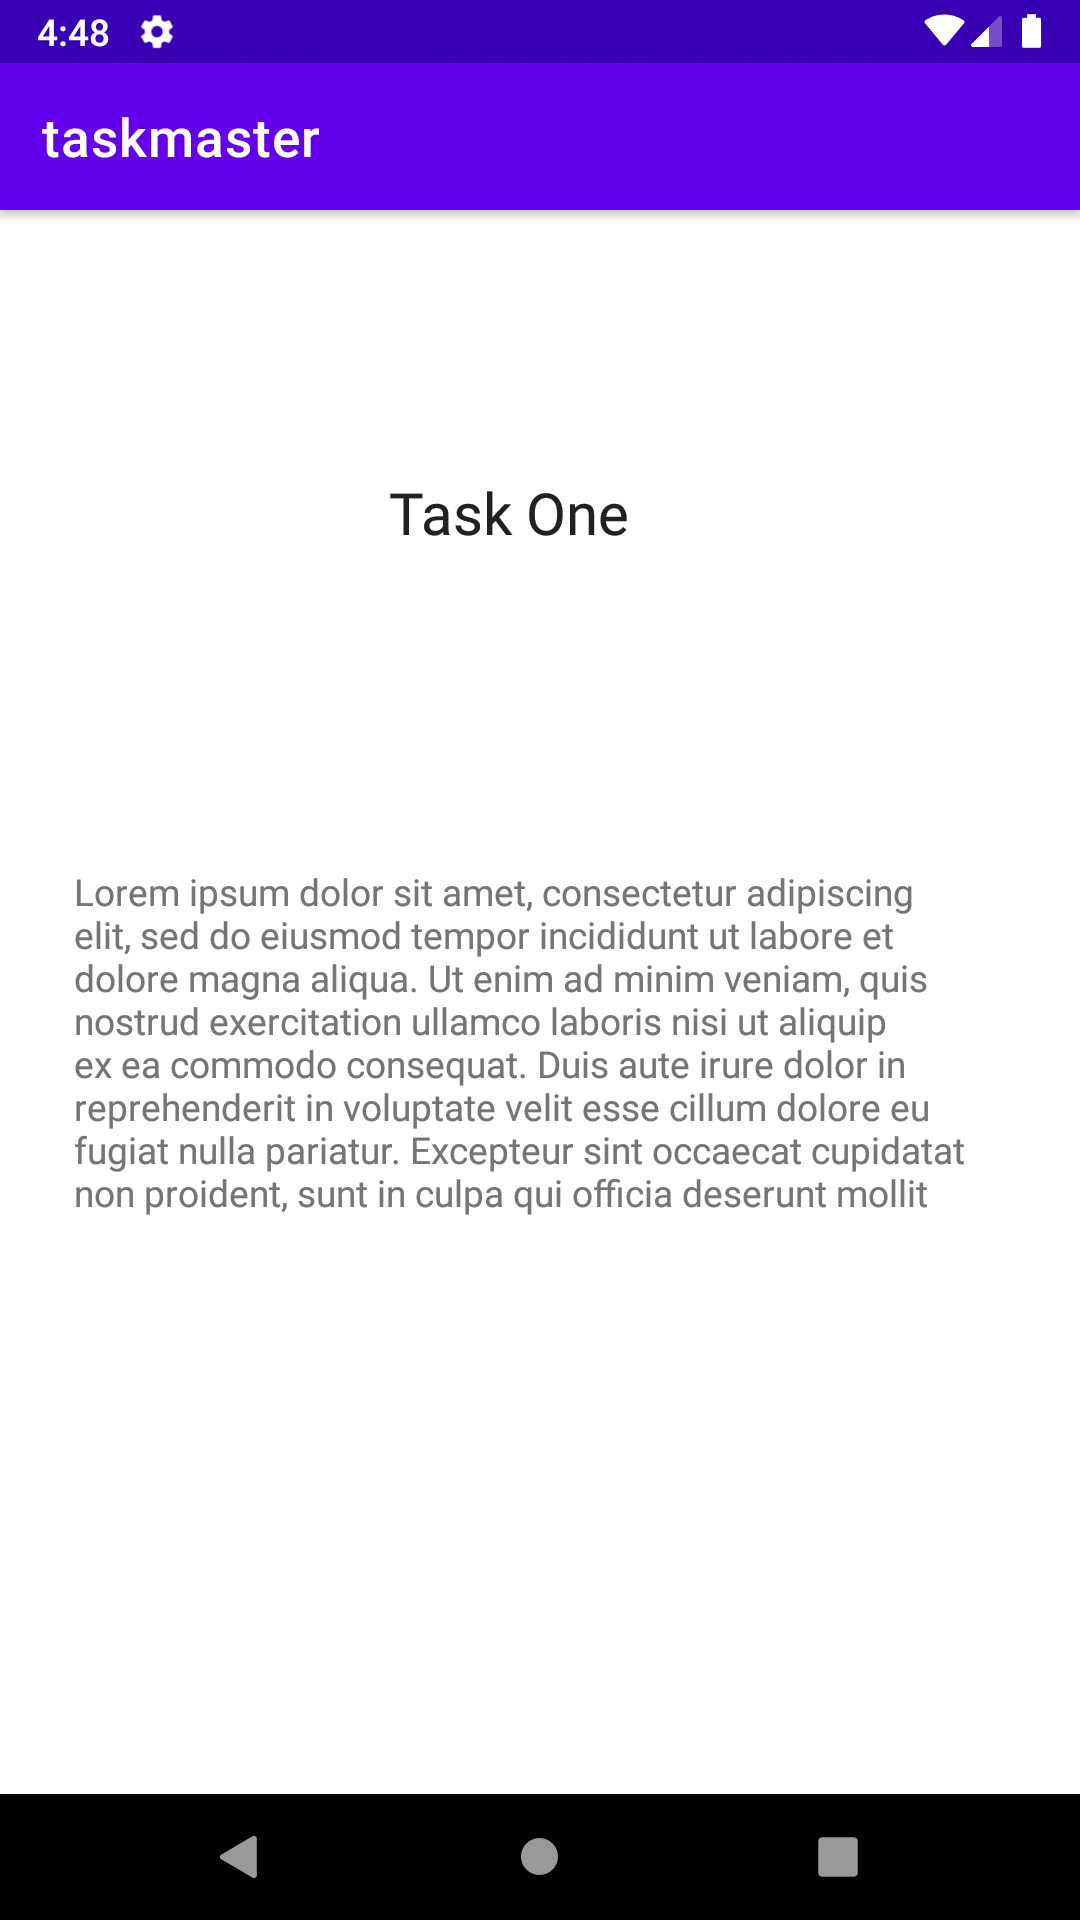 4:48
taskmaster
Task One
Lorem ipsum dolor sit amet, consectetur adipiscing
elit, sed do eiusmod tempor incididunt ut labore et
dolore magna aliqua. Ut enim ad minim veniam, quis
nostrud exercitation ullamco laboris nisi ut aliquip
ex ea commodo consequat. Duis aute irure dolor in
reprehenderit in voluptate velit esse cillum dolore eu
fugiat nulla pariatur. Excepteur sint occaecat cupidatat
non proident, sunt in culpa qui officia deserunt mollit